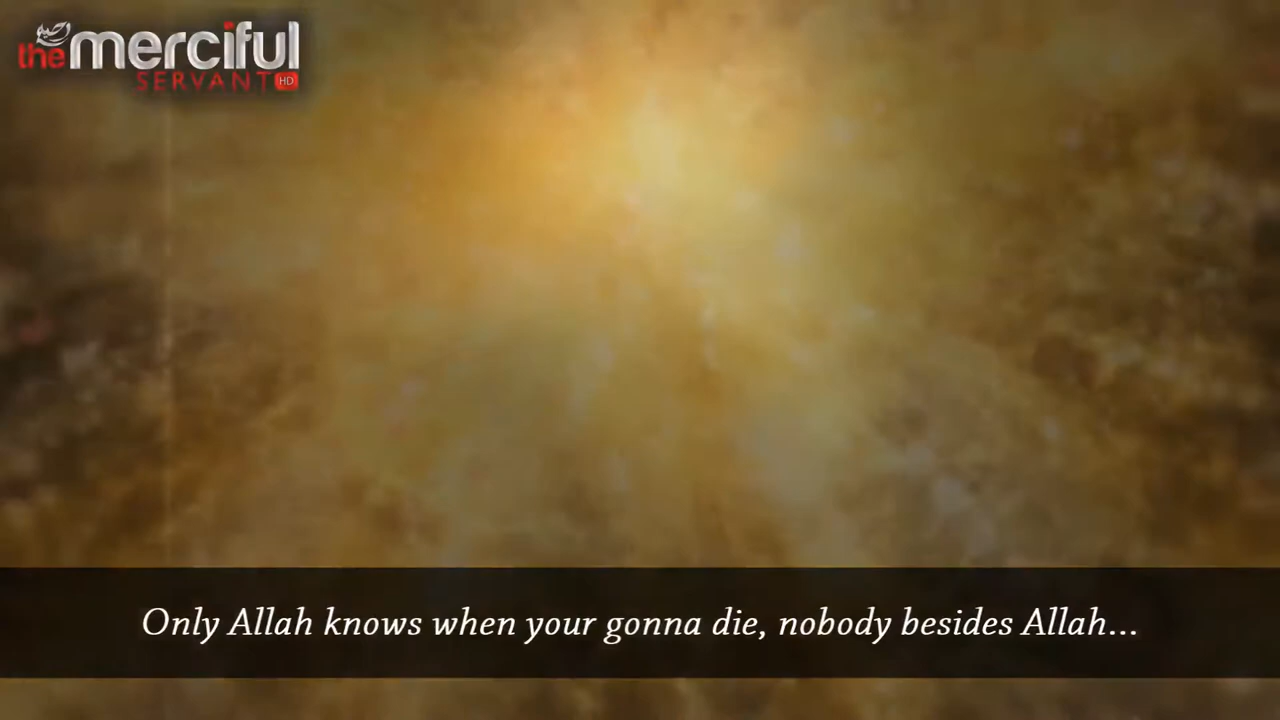 the merciful
SERVANT HD
Only Allah knows when your gonna die, nobody besides Allah...